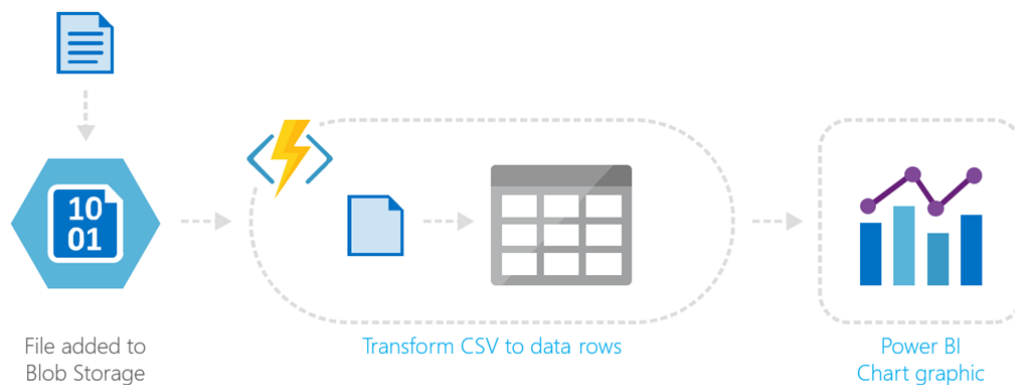 10
01
File added to
Blob Storage
Transform CSV to data rows
Power BI
Chart graphic